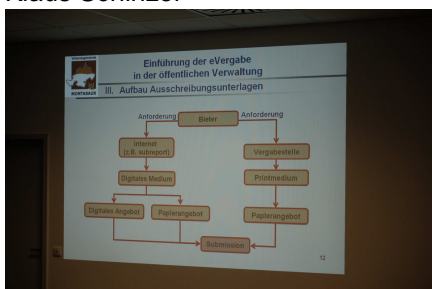 Einführung der eVergabe
in der öffentlichen Verwaltung
MONTABAUR
III. Aufbau Ausschreibungsunterlagen
Anforderung
Bieter
Anforderung
Internet
(z.B. subreport)
Vergabestelle
Digitales Medium
Printmedium
Digitales Angebot
Papierangebot
Papierangebot
Submission
12